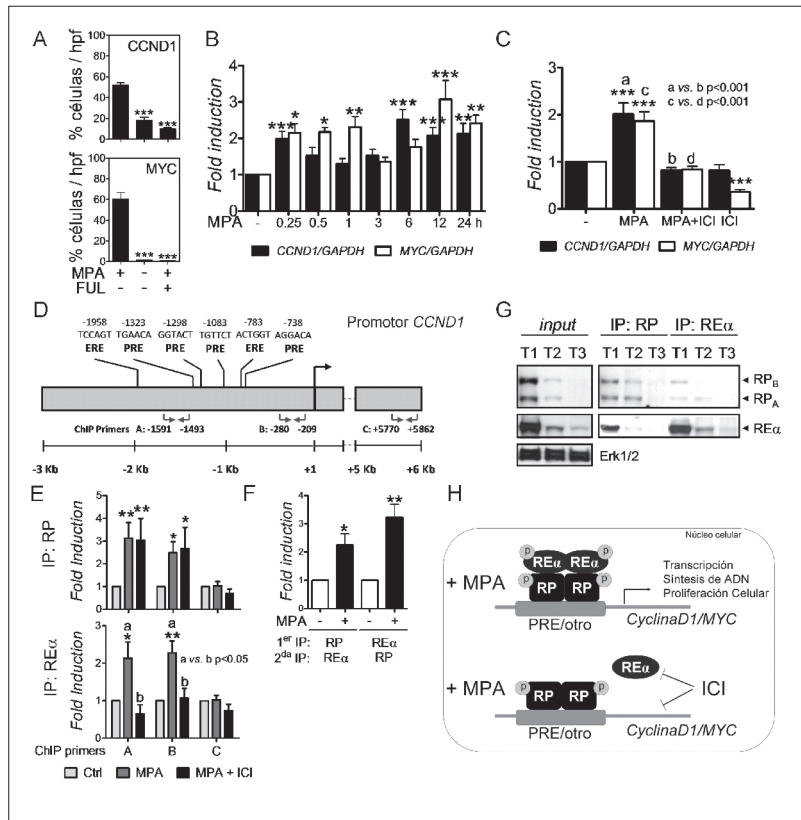 A
CCND1
% células / hpf
100
80
60
40
20
0
***
***
MYC
% células / hpf
100
80
60
40
20
0
***
***
MPA + - +
FUL - - +
B
Fold induction
4
3
2
1
0
*** * * ** *** *** *** ** **
MPA - 0.25 0.5 1 3 6 12 24 h
CCND1/GAPDH MYC/GAPDH
C
Fold induction
3
2
1
0
a
*** c
***
a vs. b p<0.001
c vs. d p<0.001
b d
***
- MPA MPA+ICI ICI
CCND1/GAPDH MYC/GAPDH
D
Promotor CCND1
-1958 -1323 -1298 -1083 -783 -738
TCCAGT TGAACA GGTACT TGTTCT ACTGGT AGGACA
ERE PRE PRE PRE ERE PRE
ChIP Primers A: -1591 -1493 B: -280 -209 C: +5770 +5862
-3 Kb -2 Kb -1 Kb +1 +5 Kb +6 Kb
E
IP: RP
Fold Induction
5
4
3
2
1
0
** ** * *
IP: REα
Fold Induction
4
3
2
1
0
a
*
b
a
**
b
a vs. b p<0.05
ChIP primers A B C
Ctrl MPA MPA + ICI
F
Fold induction
4
3
2
1
0
* **
MPA - + - +
1er IP: RP REα
2da IP: REα RP
G
input IP: RP IP: REα
T1 T2 T3 T1 T2 T3 T1 T2 T3
RPB
RPA
REα
Erk1/2
H
Núcleo celular
+ MPA
p REα REα p
p RP RP p
PRE/otro
Transcripción
Síntesis de ADN
Proliferación Celular
CyclinaD1/MYC
+ MPA
REα
p RP RP p
ICI
PRE/otro
CyclinaD1/MYC